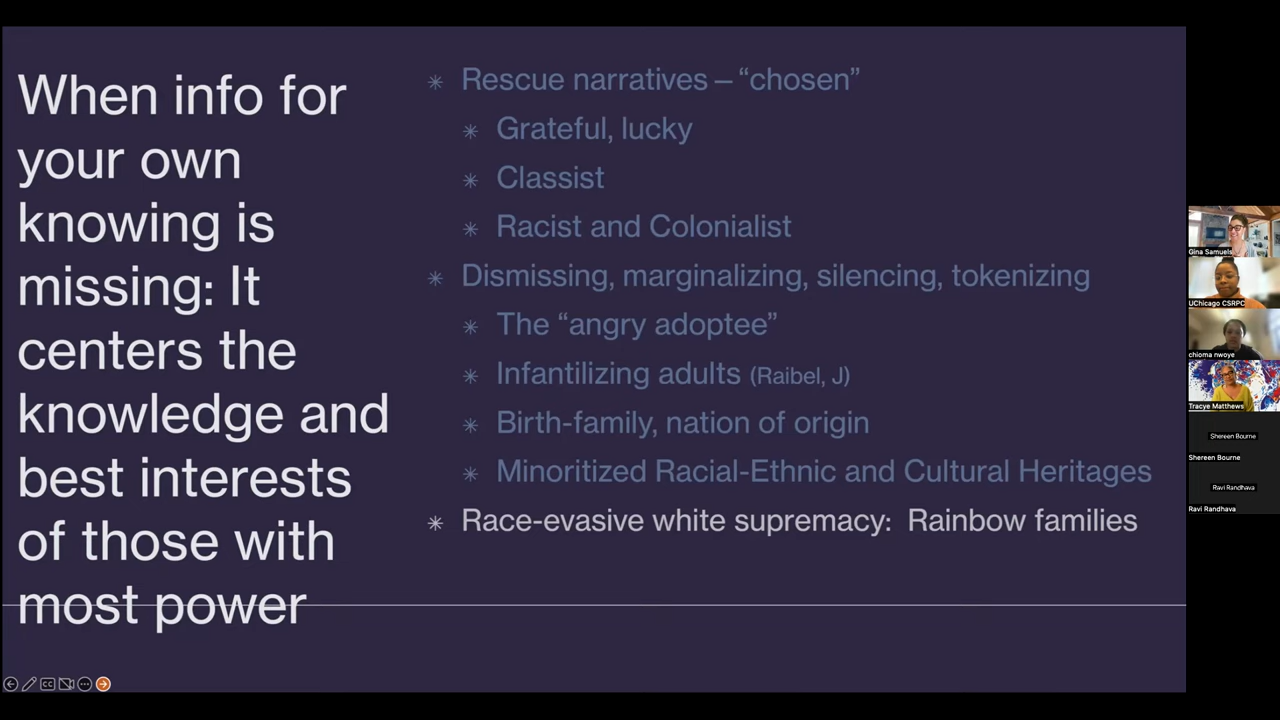 When info for
your own
knowing is
missing: It
centers the
knowledge and
best interests
of those with
most power
Rescue narratives – “chosen”
Grateful, lucky
Classist
Racist and Colonialist
Dismissing, marginalizing, silencing, tokenizing
The “angry adoptee”
Infantilizing adults (Raibel, J)
Birth-family, nation of origin
Minoritized Racial-Ethnic and Cultural Heritages
Race-evasive white supremacy:  Rainbow families
Gina Samuels
UChicago CSRPC
chioma nwoye
Tracye Matthews
Shereen Bourne
Shereen Bourne
Ravi Randhava
Ravi Randhava